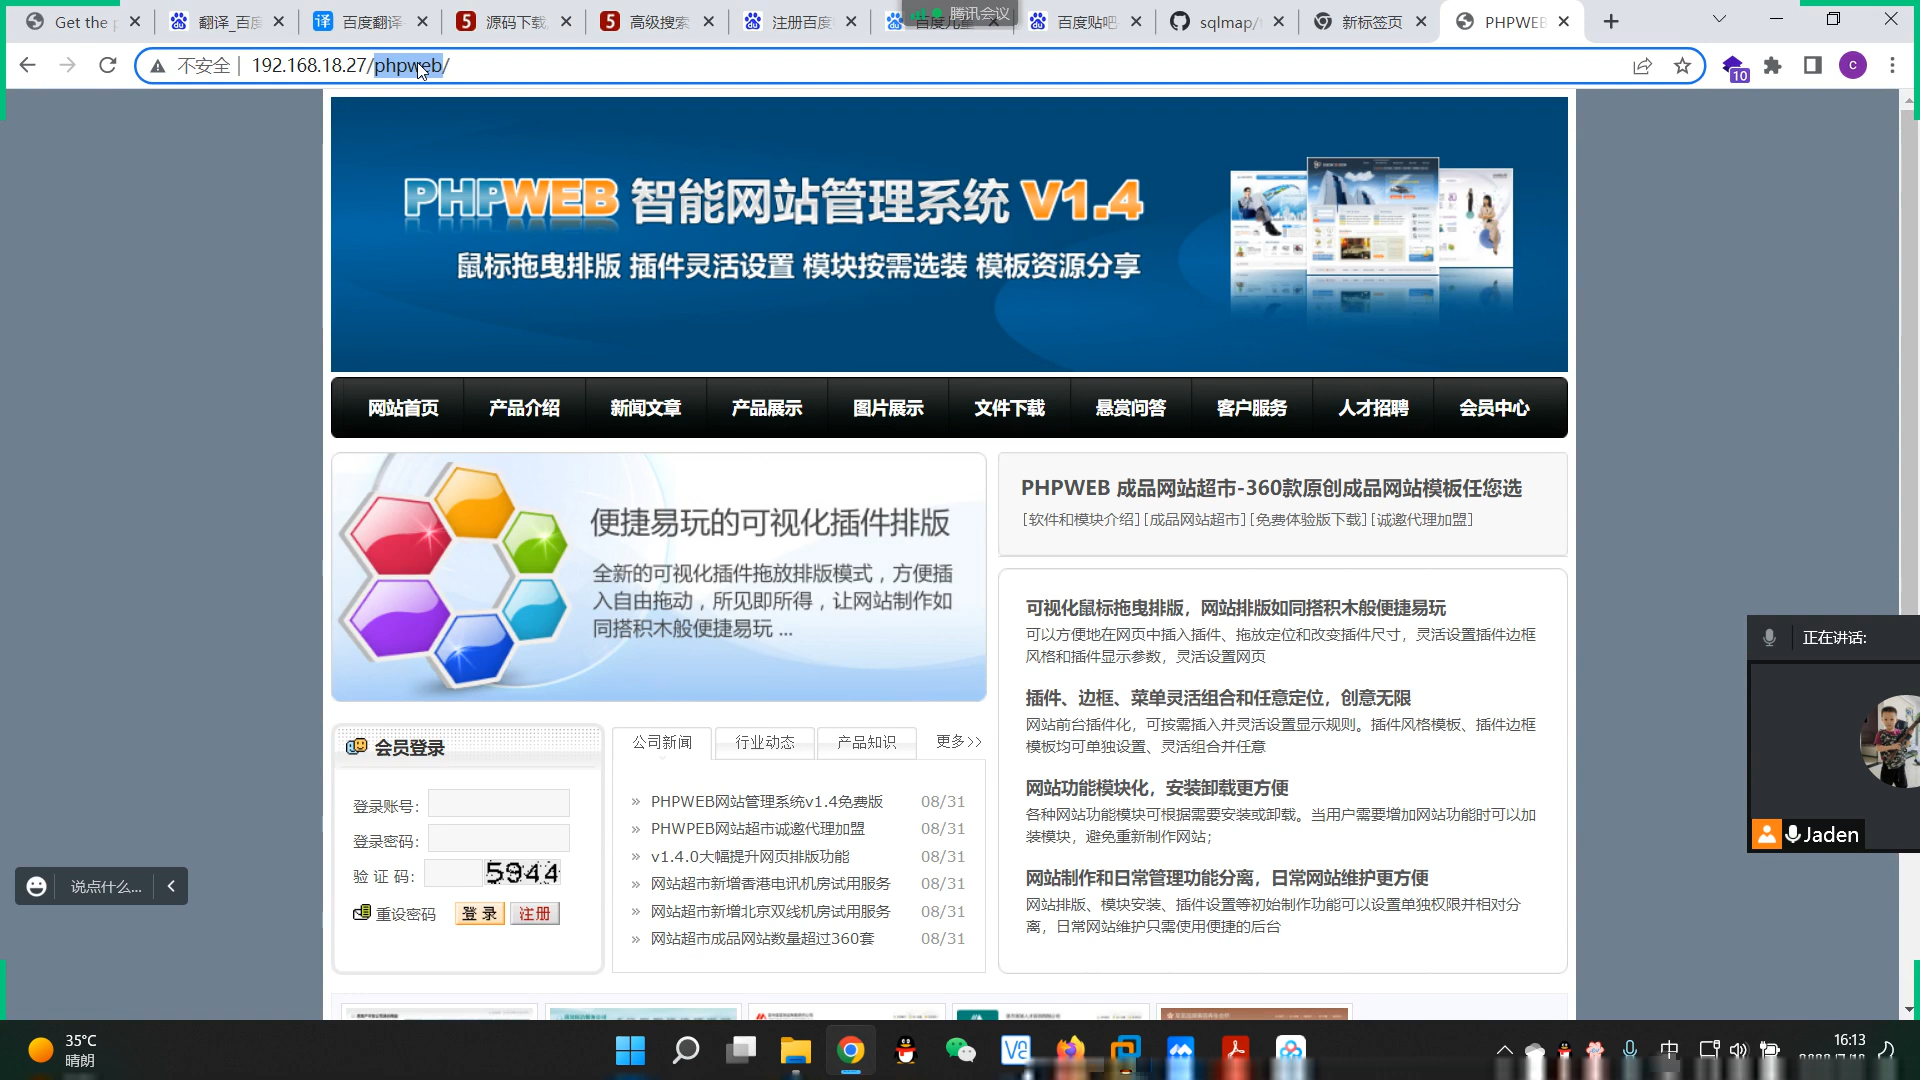 Get the p
翻译_百度
百度翻译
源码下载
高级搜索
注册百度
腾讯会议
百度贴吧
sqlmap/
新标签页
PHPWEB
不安全
192.168.18.27/phpweb/
10
C
PHPWEB 智能网站管理系统 V1.4
鼠标拖曳排版 插件灵活设置 模块按需选装 模板资源分享
网站首页 产品介绍 新闻文章 产品展示 图片展示 文件下载 悬赏问答 客户服务 人才招聘 会员中心
便捷易玩的可视化插件排版
全新的可视化插件拖放排版模式，方便插
入自由拖动，所见即所得，让网站制作如
同搭积木般便捷易玩 ...
PHPWEB 成品网站超市-360款原创成品网站模板任您选
[软件和模块介绍] [成品网站超市] [免费体验版下载] [诚邀代理加盟]
可视化鼠标拖曳排版，网站排版如同搭积木般便捷易玩
可以方便地在网页中插入插件、拖放定位和改变插件尺寸，灵活设置插件边框
风格和插件显示参数，灵活设置网页
插件、边框、菜单灵活组合和任意定位，创意无限
网站前台插件化，可按需插入并灵活设置显示规则。插件风格模板、插件边框
模板均可单独设置、灵活组合并任意
网站功能模块化，安装卸载更方便
各种网站功能模块可根据需要安装或卸载。当用户需要增加网站功能时可以加
装模块，避免重新制作网站；
网站制作和日常管理功能分离，日常网站维护更方便
网站排版、模块安装、插件设置等初始制作功能可以设置单独权限并相对分
离，日常网站维护只需使用便捷的后台
会员登录
登录账号:
登录密码:
验 证 码:
5944
重设密码
登 录
注册
公司新闻 行业动态 产品知识 更多>>
» PHPWEB网站管理系统v1.4免费版 08/31
» PHWPEB网站超市诚邀代理加盟 08/31
» v1.4.0大幅提升网页排版功能 08/31
» 网站超市新增香港电讯机房试用服务 08/31
» 网站超市新增北京双线机房试用服务 08/31
» 网站超市成品网站数量超过360套 08/31
正在讲话:
Jaden
说点什么...
35°C
晴朗
中
16:13